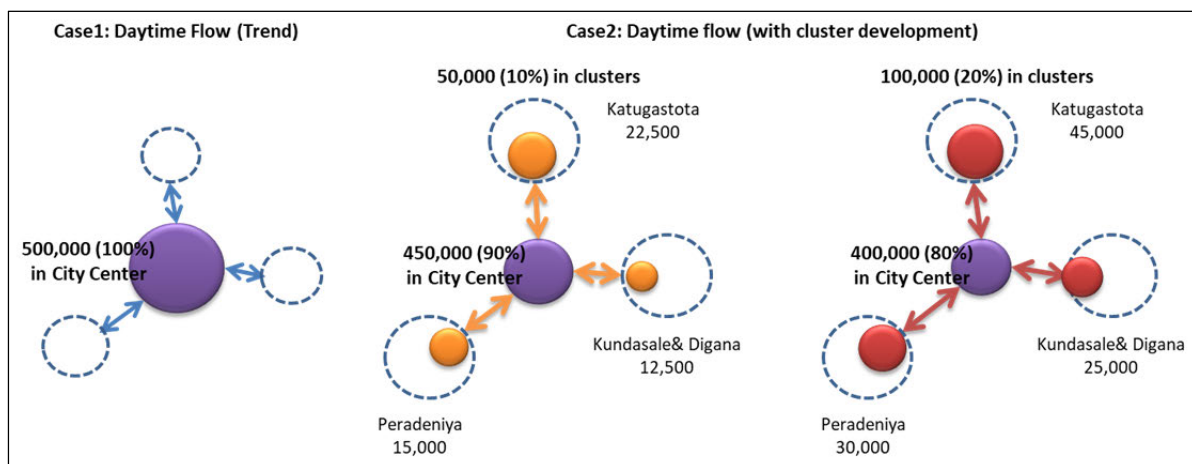 Case1: Daytime Flow (Trend)
500,000 (100%)
in City Center
Case2: Daytime flow (with cluster development)
50,000 (10%) in clusters
Katugastota
22,500
450,000 (90%)
in City Center
Kundasale& Digana
12,500
Peradeniya
15,000
100,000 (20%) in clusters
Katugastota
45,000
400,000 (80%)
in City Center
Kundasale& Digana
25,000
Peradeniya
30,000